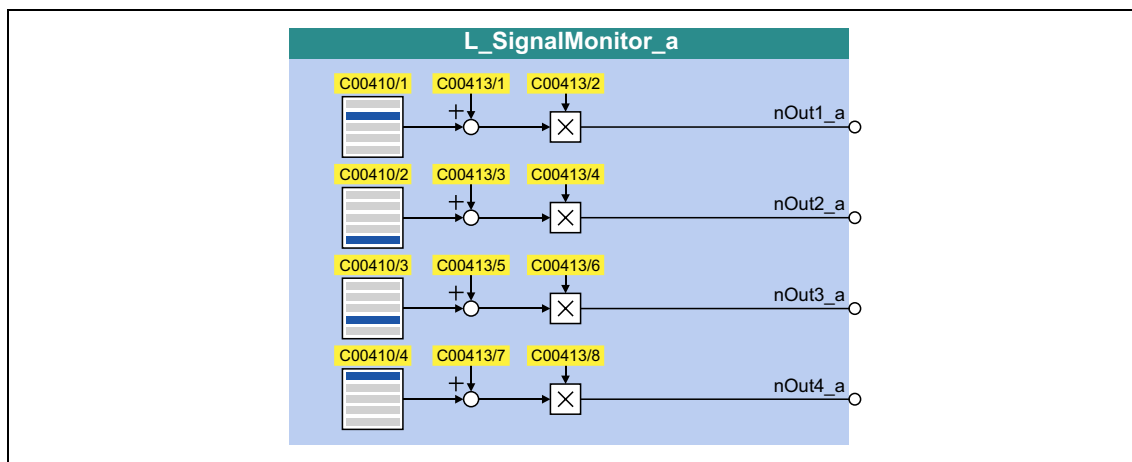 L_SignalMonitor_a
C00410/1 C00413/1 C00413/2
+
nOut1_a
C00410/2 C00413/3 C00413/4
+
nOut2_a
C00410/3 C00413/5 C00413/6
+
nOut3_a
C00410/4 C00413/7 C00413/8
+
nOut4_a